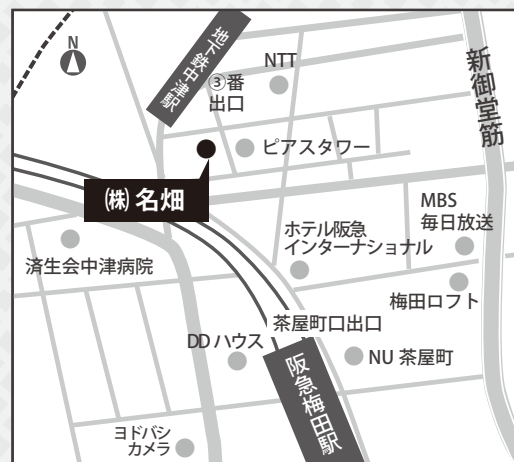 N
地下鉄中津駅
③番
出口
NTT
新御堂筋
ピアスタワー
㈱ 名畑
済生会中津病院
ホテル阪急
インターナショナル
MBS
毎日放送
梅田ロフト
茶屋町口出口
DD ハウス
NU 茶屋町
阪急梅田駅
ヨドバシ
カメラ